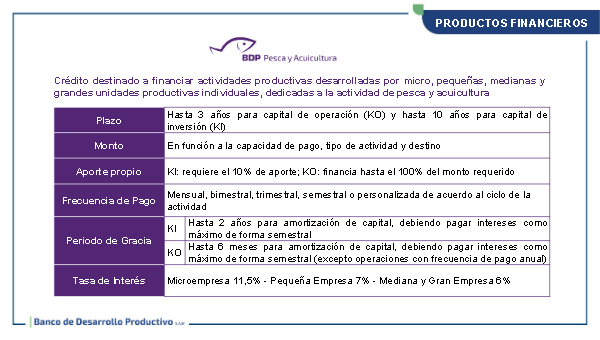 PRODUCTOS FINANCIEROS
BDP Pesca y Acuicultura
Crédito destinado a financiar actividades productivas desarrolladas por micro, pequeñas, medianas y
grandes unidades productivas individuales, dedicadas a la actividad de pesca y acuicultura
Plazo
Hasta 3 años para capital de operación (KO) y hasta 10 años para capital de
inversión (KI)
Monto
En función a la capacidad de pago, tipo de actividad y destino
Aporte propio
KI: requiere el 10% de aporte; KO: financia hasta el 100% del monto requerido
Frecuencia de Pago
Mensual, bimestral, trimestral, semestral o personalizada de acuerdo al ciclo de la
actividad
Periodo de Gracia
KI
Hasta 2 años para amortización de capital, debiendo pagar intereses como
máximo de forma semestral
KO
Hasta 6 meses para amortización de capital, debiendo pagar intereses como
máximo de forma semestral (excepto operaciones con frecuencia de pago anual)
Tasa de Interés
Microempresa 11,5% - Pequeña Empresa 7% - Mediana y Gran Empresa 6%
Banco de Desarrollo Productivo S.A.M.